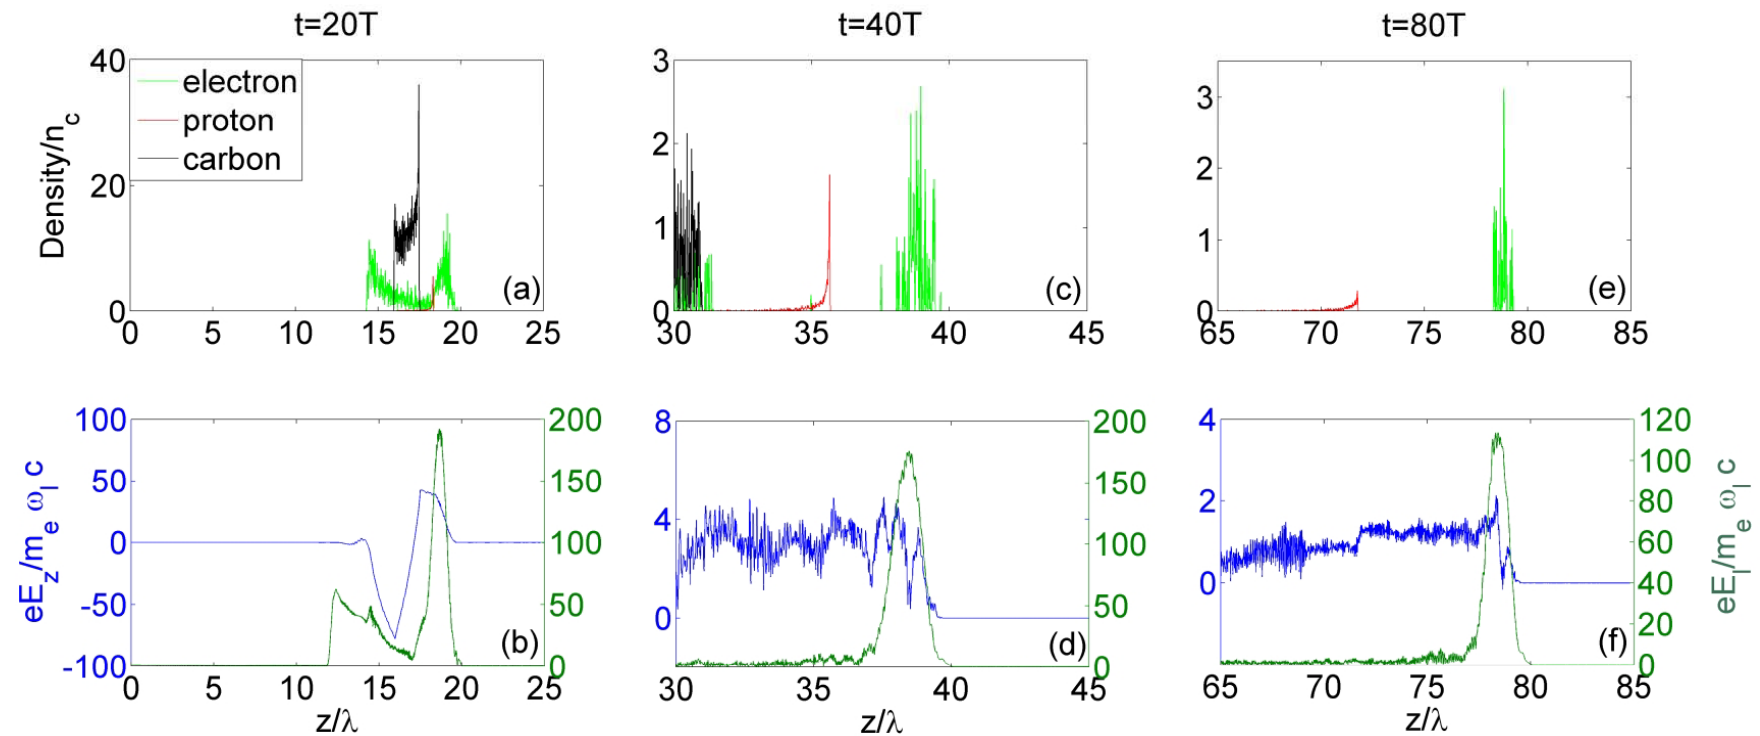 t=20T
t=40T
t=80T
Density/n_c
40
20
0
electron
proton
carbon
(a)
0 5 10 15 20 25
3
2
1
0
(c)
30 35 40 45
3
2
1
0
(e)
65 70 75 80 85
eE_z/m_e ω_l c
100
50
0
-50
-100
200
150
100
50
0
(b)
0 5 10 15 20 25
z/λ
8
4
0
200
150
100
50
0
(d)
30 35 40 45
z/λ
4
2
0
120
100
80
60
40
20
0
(f)
65 70 75 80 85
z/λ
eE_l/m_e ω_l c